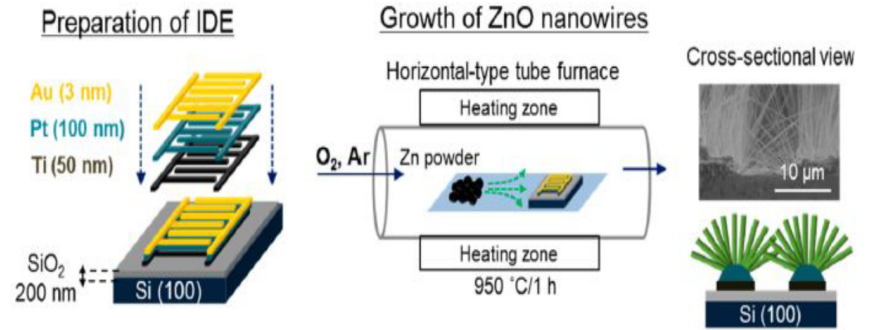 Preparation of IDE
Au (3 nm)
Pt (100 nm)
Ti (50 nm)
SiO2
200 nm
Si (100)
Growth of ZnO nanowires
Horizontal-type tube furnace
Heating zone
O2, Ar
Zn powder
Heating zone
950 °C/1 h
Cross-sectional view
10 μm
Si (100)